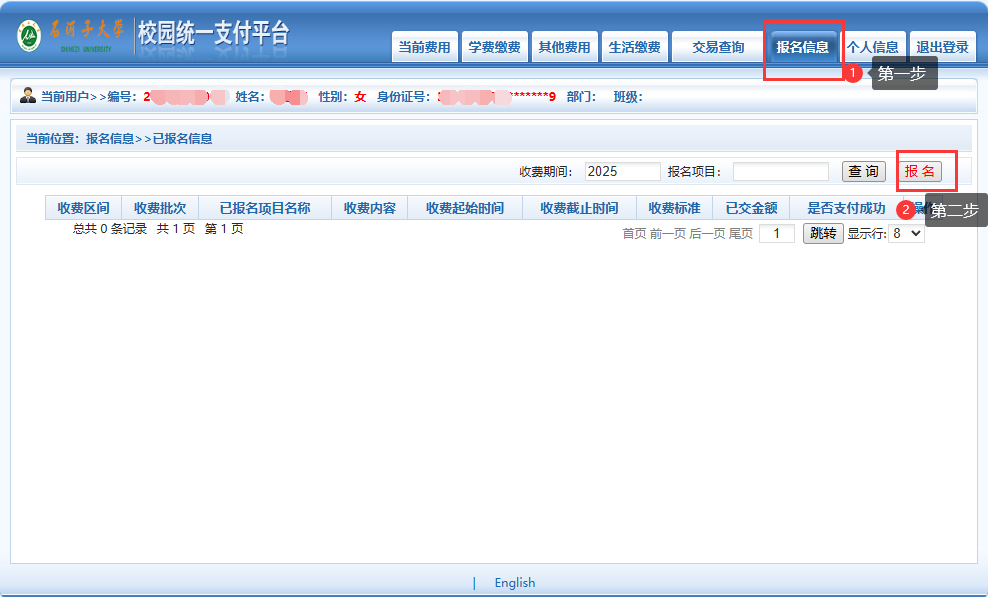 石河子大学 校园统一支付平台
SHIHEZI UNIVERSITY
当前费用 学费缴费 其他费用 生活缴费 交易查询 报名信息 个人信息 退出登录
1 第一步
当前用户>>编号: 2 姓名: 性别: 女 身份证号: *******9 部门: 班级:
当前位置: 报名信息>>已报名信息
收费期间: 2025 报名项目: 查 询 报 名
收费区间 收费批次 已报名项目名称 收费内容 收费起始时间 收费截止时间 收费标准 已交金额 是否支付成功 2 第二步
总共 0 条记录 共 1 页 第 1 页
首页 前一页 后一页 尾页 1 跳转 显示行: 8
| English